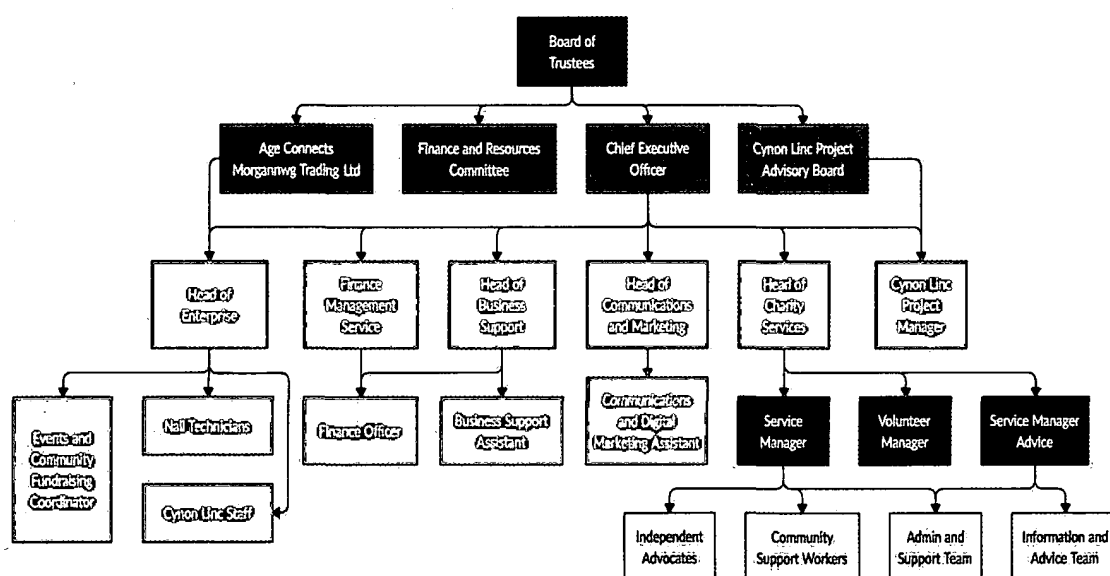 Board of
Trustees
Age Connects
Morgannwg Trading Ltd
Finance and Resources
Committee
Chief Executive
Officer
Cynon Linc Project
Advisory Board
Head of
Enterprise
Finance
Management
Service
Head of
Business
Support
Head of
Communications
and Marketing
Head of
Charity
Services
Cynon Linc
Project
Manager
Events and
Community
Fundraising
Coordinator
Nail Technicians
Cynon Linc Staff
Finance Officer
Business Support
Assistant
Communications
and Digital
Marketing Assistant
Service
Manager
Volunteer
Manager
Service Manager
Advice
Independent
Advocates
Community
Support Workers
Admin and
Support Team
Information and
Advice Team